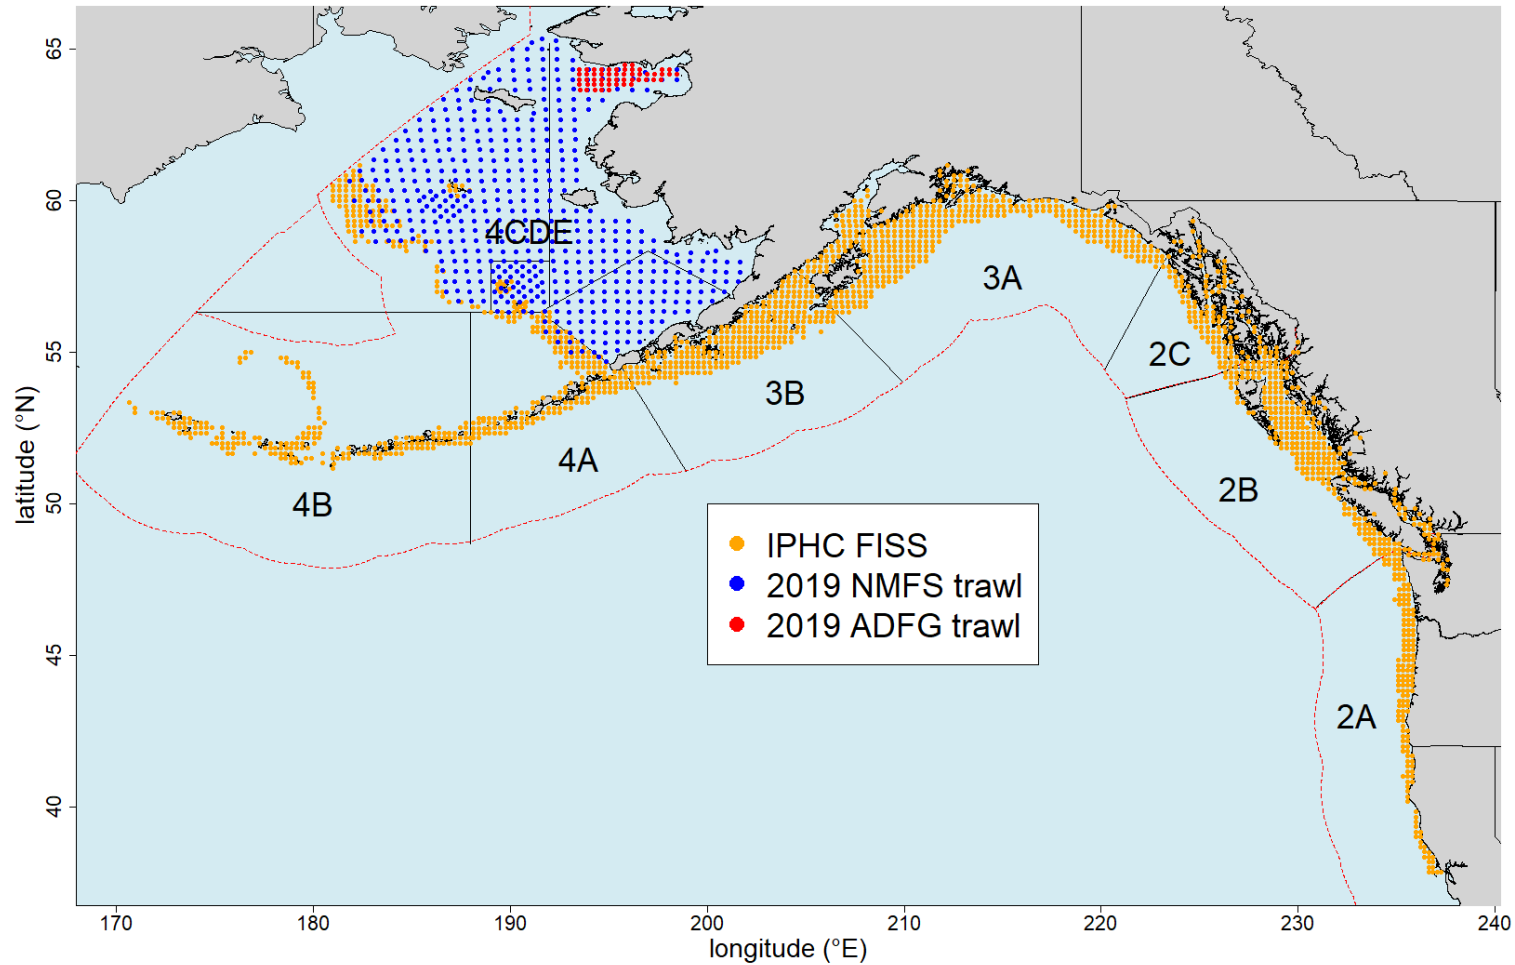 65
60
55
50
45
40
latitude (°N)
4CDE
3A
2C
3B
4A
2B
4B
IPHC FISS
2019 NMFS trawl
2019 ADFG trawl
2A
170
180
190
200
210
220
230
240
longitude (°E)